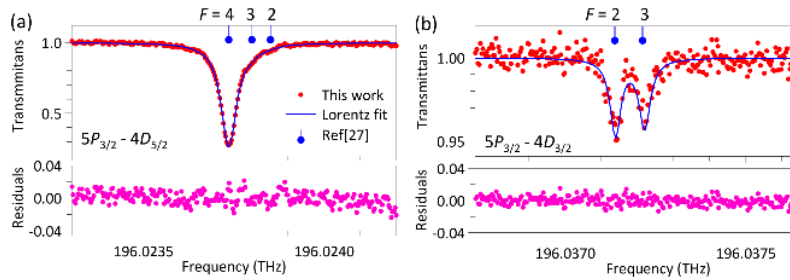 (a)
F = 4 3 2
Transmmitans
1.0
0.5
This work
Lorentz fit
Ref[27]
5P3/2 - 4D5/2
Residuals
0.04
0.00
-0.04
196.0235 196.0240
Frequency (THz)
(b)
F = 2 3
Transmittans
1.00
0.95
5P3/2 - 4D3/2
Residuals
0.04
0.00
-0.04
196.0370 196.0375
Frequency (THz)